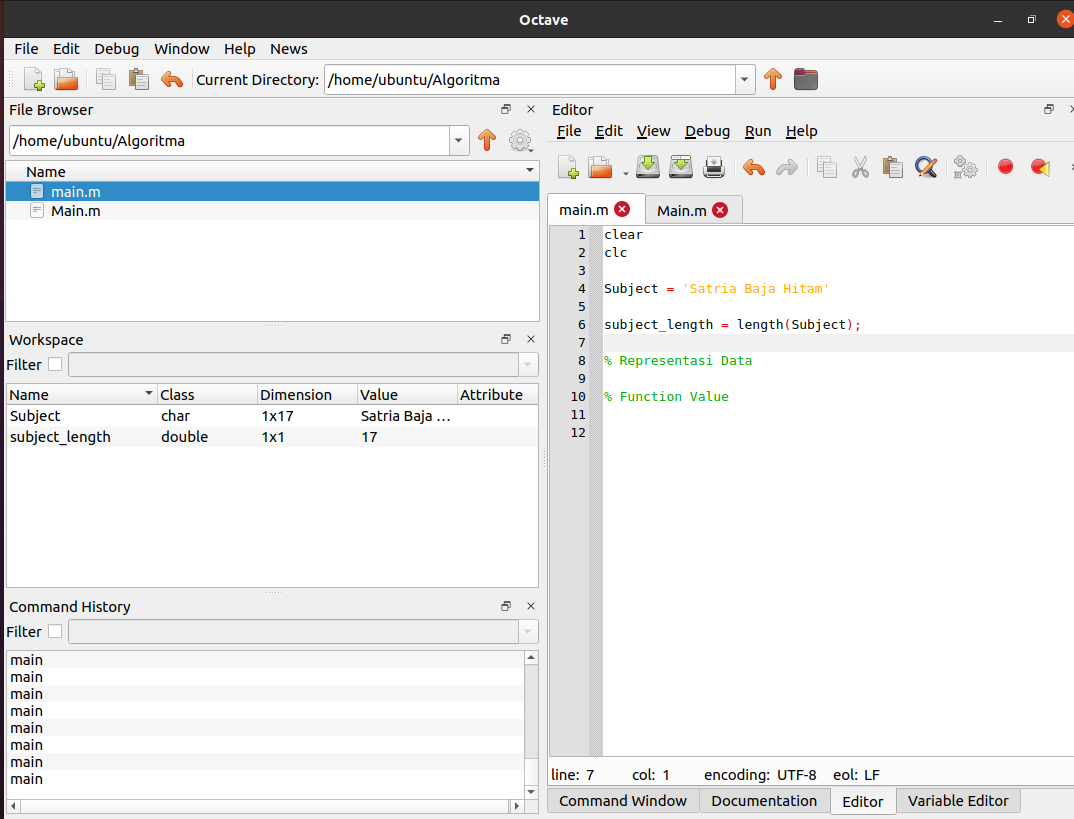 Octave
File Edit Debug Window Help News
Current Directory: /home/ubuntu/Algoritma
File Browser
/home/ubuntu/Algoritma
Name
main.m
Main.m
Workspace
Filter
Name Class Dimension Value Attribute
Subject char 1x17 Satria Baja ...
subject_length double 1x1 17
Command History
Filter
main
main
main
main
main
main
main
main
Editor
File Edit View Debug Run Help
main.m Main.m
1 clear
2 clc
3
4 Subject = 'Satria Baja Hitam'
5
6 subject_length = length(Subject);
7
8 % Representasi Data
9
10 % Function Value
11
12
line: 7 col: 1 encoding: UTF-8 eol: LF
Command Window Documentation Editor Variable Editor